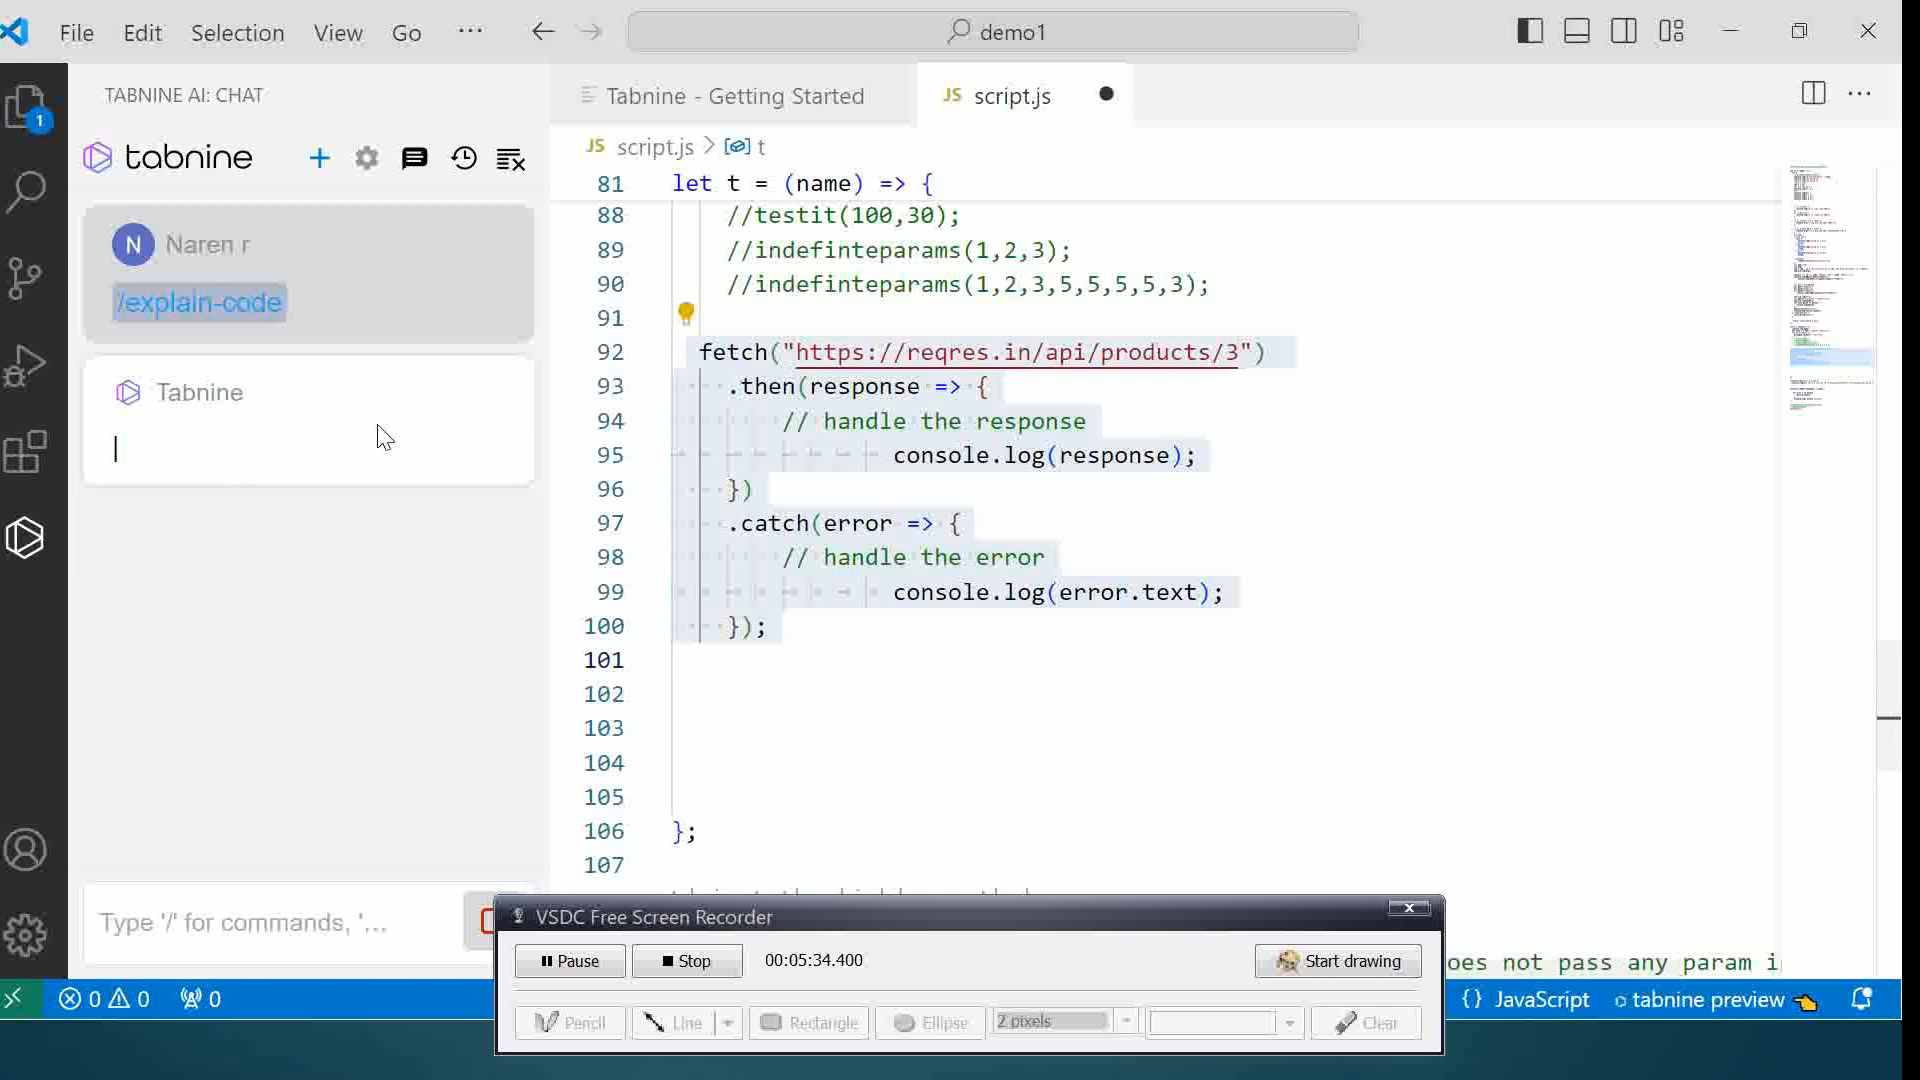 File Edit Selection View Go ··· demo1
TABNINE AI: CHAT
tabnine
N Naren r
/explain-code
Tabnine
Type '/' for commands, '...
1
Tabnine - Getting Started
JS script.js
JS script.js > t
81 let t = (name) => {
88 //testit(100,30);
89 //indefinteparams(1,2,3);
90 //indefinteparams(1,2,3,5,5,5,5,3);
91
92 fetch("https://reqres.in/api/products/3")
93 .then(response => {
94 // handle the response
95 console.log(response);
96 })
97 .catch(error => {
98 // handle the error
99 console.log(error.text);
100 });
101
102
103
104
105
106 };
107
oes not pass any param i
VSDC Free Screen Recorder
Pause Stop 00:05:34.400 Start drawing
Pencil Line Rectangle Ellipse 2 pixels Clear
0 0 0 {} JavaScript tabnine preview